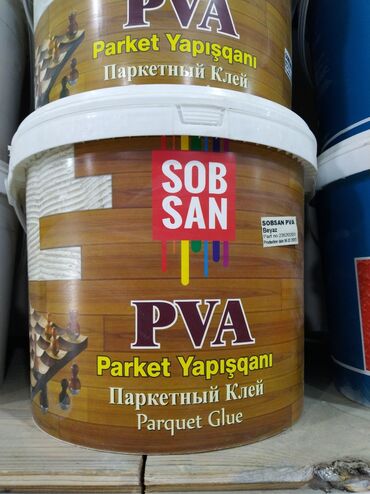 PVA
Parket Yapışqanı
Паркетный Клей
SOB
SAN
SOBSAN PVA
Beyaz
PVA
Parket Yapışqanı
Паркетный Клей
Parquet Glue